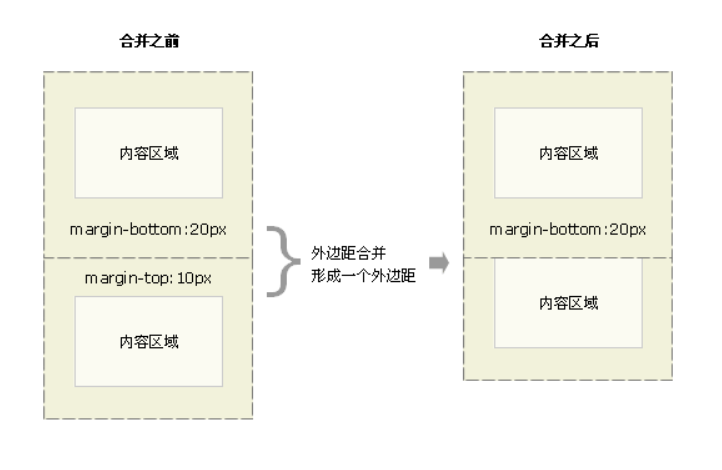 合并之前
合并之后
内容区域
margin-bottom:20px
margin-top:10px
内容区域
外边距合并
形成一个外边距
内容区域
margin-bottom:20px
内容区域